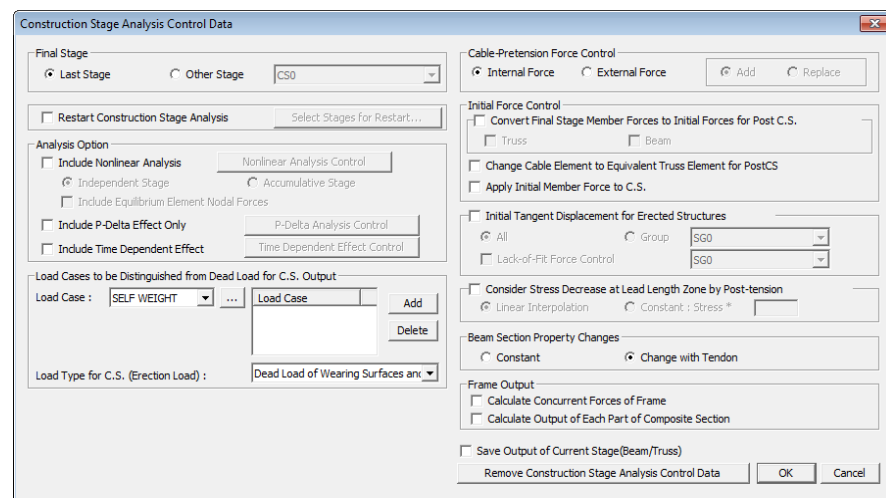 Construction Stage Analysis Control Data
Final Stage
Last Stage
Other Stage
CS0
Restart Construction Stage Analysis
Select Stages for Restart...
Analysis Option
Include Nonlinear Analysis
Nonlinear Analysis Control
Independent Stage
Accumulative Stage
Include Equilibrium Element Nodal Forces
Include P-Delta Effect Only
P-Delta Analysis Control
Include Time Dependent Effect
Time Dependent Effect Control
Load Cases to be Distinguished from Dead Load for C.S. Output
Load Case :
SELF WEIGHT
...
Load Case
Add
Delete
Load Type for C.S. (Erection Load) :
Dead Load of Wearing Surfaces and
Cable-Pretension Force Control
Internal Force
External Force
Add
Replace
Initial Force Control
Convert Final Stage Member Forces to Initial Forces for Post C.S.
Truss
Beam
Change Cable Element to Equivalent Truss Element for PostCS
Apply Initial Member Force to C.S.
Initial Tangent Displacement for Erected Structures
All
Group
SG0
Lack-of-Fit Force Control
SG0
Consider Stress Decrease at Lead Length Zone by Post-tension
Linear Interpolation
Constant : Stress *
Beam Section Property Changes
Constant
Change with Tendon
Frame Output
Calculate Concurrent Forces of Frame
Calculate Output of Each Part of Composite Section
Save Output of Current Stage(Beam/Truss)
Remove Construction Stage Analysis Control Data
OK
Cancel